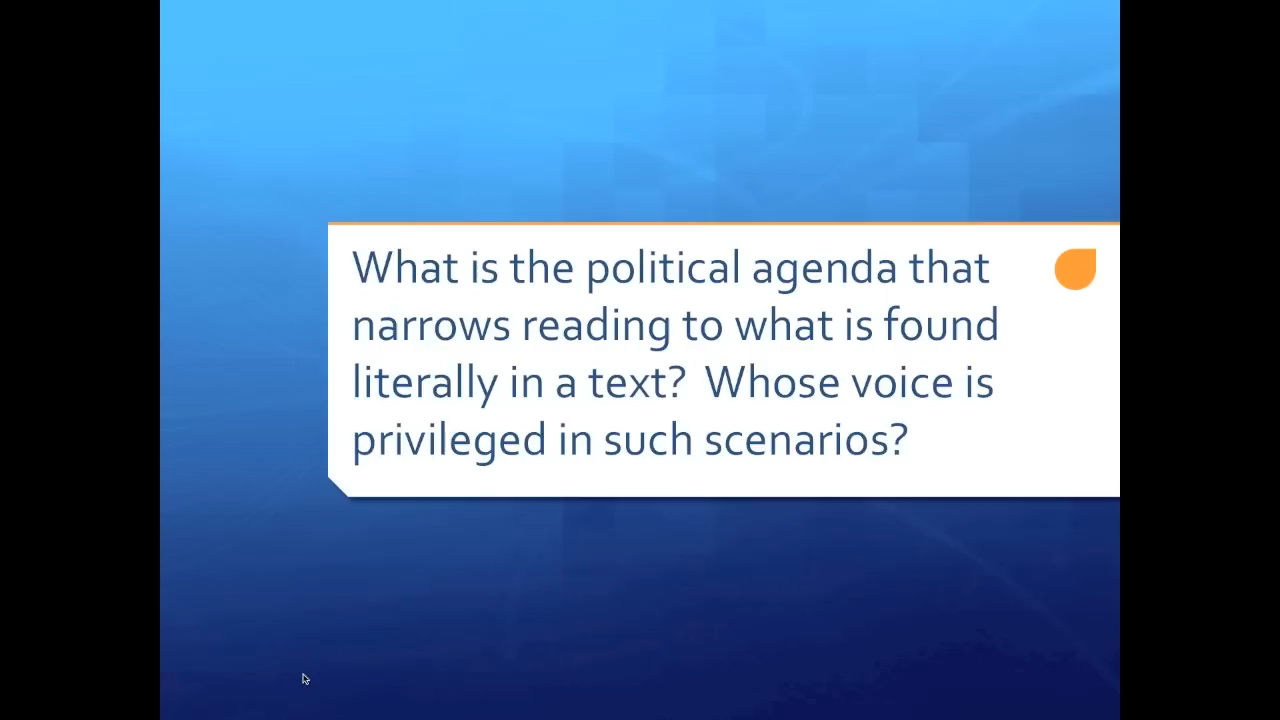 What is the political agenda that
narrows reading to what is found
literally in a text?  Whose voice is
privileged in such scenarios?